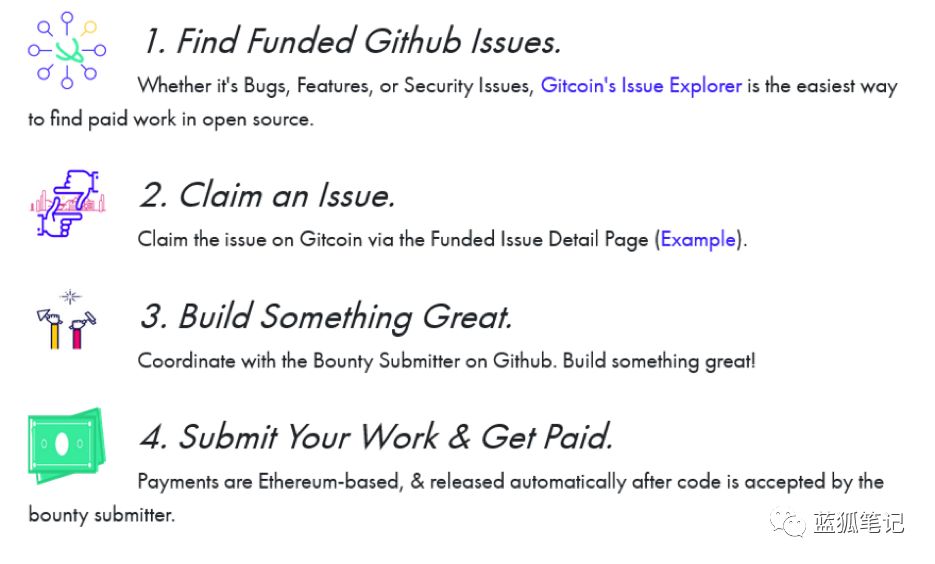 1. Find Funded Github Issues.
Whether it's Bugs, Features, or Security Issues, Gitcoin's Issue Explorer is the easiest way
to find paid work in open source.
2. Claim an Issue.
Claim the issue on Gitcoin via the Funded Issue Detail Page (Example).
3. Build Something Great.
Coordinate with the Bounty Submitter on Github. Build something great!
4. Submit Your Work & Get Paid.
Payments are Ethereum-based, & released automatically after code is accepted by the
bounty submitter.
蓝狐笔记